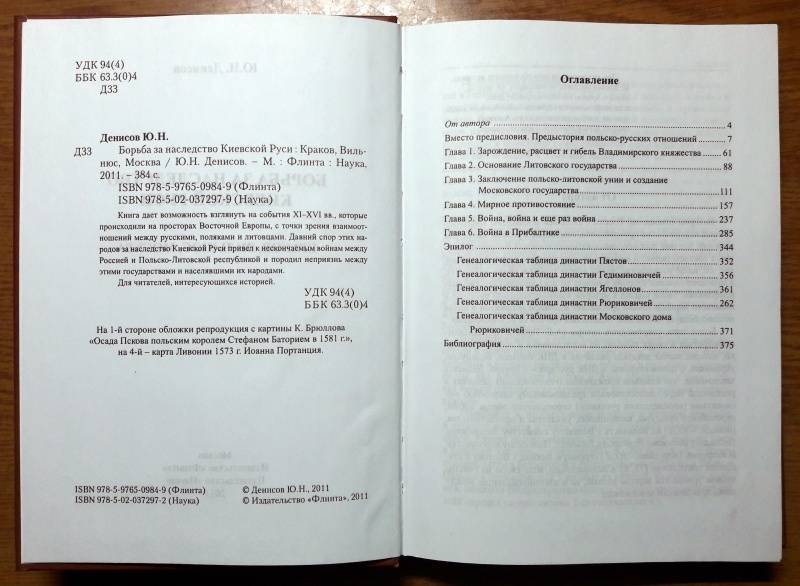 УДК 94(4)
ББК 63.3(0)4
Д33
Денисов Ю.Н.
Д33 Борьба за наследство Киевской Руси : Краков, Виль-
нюс, Москва / Ю.Н. Денисов. – М. : Флинта : Наука,
2011. – 384 с.
ISBN 978-5-9765-0984-9 (Флинта)
ISBN 978-5-02-037297-9 (Наука)
Книга дает возможность взглянуть на события XI–XVI вв., которые
происходили на просторах Восточной Европы, с точки зрения взаимоот-
ношений между русскими, поляками и литовцами. Давний спор этих на-
родов за наследство Киевской Руси привел к нескончаемым войнам между
Россией и Польско-Литовской республикой и породил неприязнь между
этими государствами и населявшими их народами.
Для читателей, интересующихся историей.
УДК 94(4)
ББК 63.3(0)4
На 1-й стороне обложки репродукция с картины К. Брюллова
«Осада Пскова польским королем Стефаном Баторием в 1581 г.»,
на 4-й – карта Ливонии 1573 г. Иоанна Портанция.
ISBN 978-5-9765-0984-9 (Флинта) © Денисов Ю.Н., 2011
ISBN 978-5-02-037297-2 (Наука) © Издательство «Флинта», 2011
Оглавление
От автора 4
Вместо предисловия. Предыстория польско-русских отношений 7
Глава 1. Зарождение, расцвет и гибель Владимирского княжества 61
Глава 2. Основание Литовского государства 88
Глава 3. Заключение польско-литовской унии и создание
Московского государства 111
Глава 4. Мирное противостояние 157
Глава 5. Война, война и еще раз война 237
Глава 6. Война в Прибалтике 285
Эпилог 344
Генеалогическая таблица династии Пястов 352
Генеалогическая таблица династии Гедиминовичей 356
Генеалогическая таблица династии Ягеллонов 361
Генеалогическая таблица династии Рюриковичей 262
Генеалогическая таблица династии Московского дома
Рюриковичей 371
Библиография 375